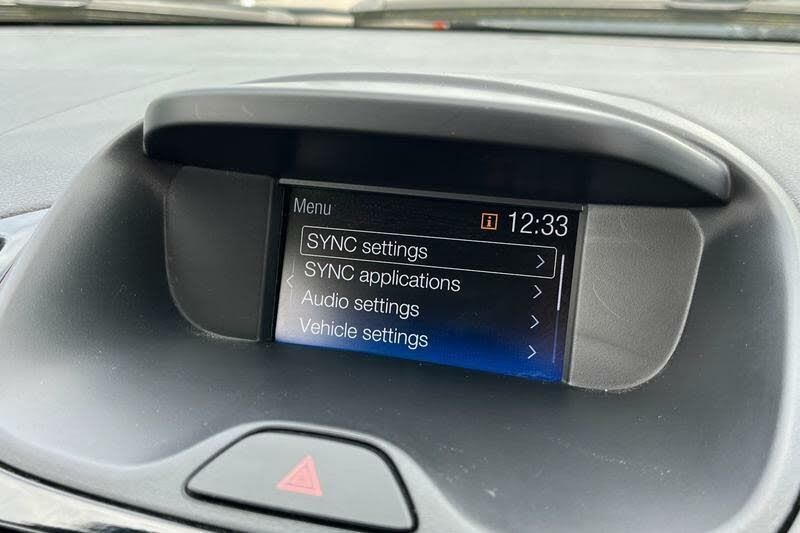 Menu
12:33
SYNC settings
SYNC applications
Audio settings
Vehicle settings